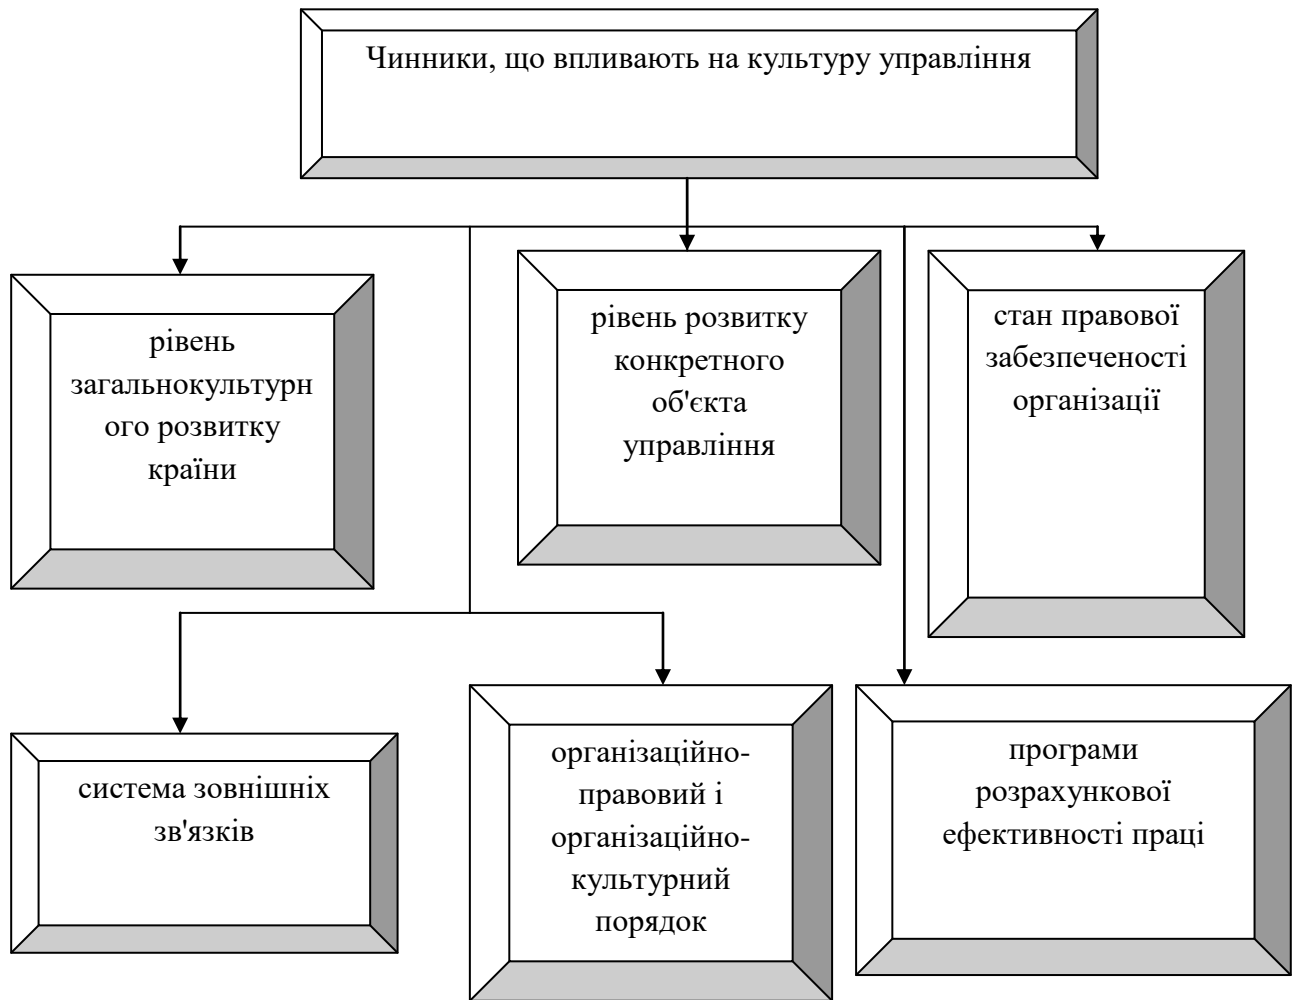 Чинники, що впливають на культуру управління
рівень
загальнокультурн
ого розвитку
країни
рівень розвитку
конкретного
об'єкта
управління
стан правової
забезпеченості
організації
система зовнішніх
зв'язків
організаційно-
правовий і
організаційно-
культурний
порядок
програми
розрахункової
ефективності праці